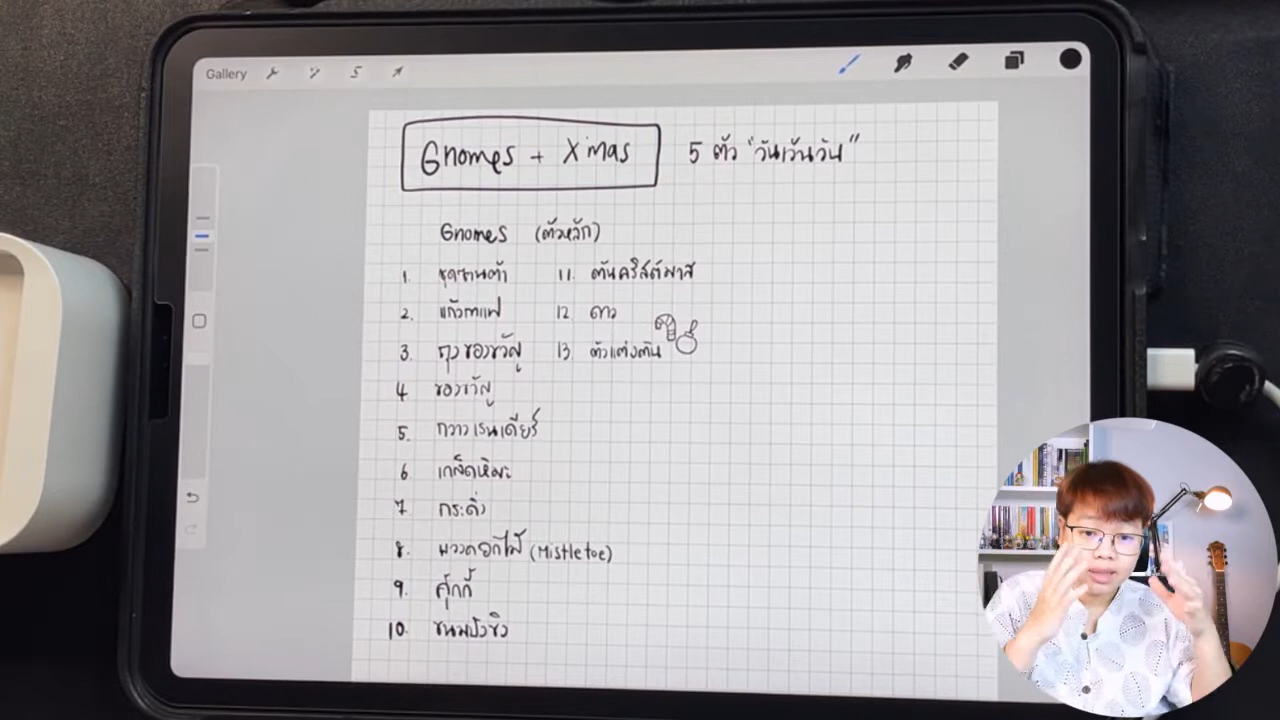 Gallery
Gnomes + X'mas
5 ตัว "วันเว้นวัน"
Gnomes (ตัวหลัก)
1. ชุดซานต้า
2. แก้วกาแฟ
3. ถุงของขวัญ
4 ของขวัญ
5. กวางเรนเดียร์
6 เกล็ดหิมะ
7 กระดิ่ง
8. พวงดอกไม้ (Mistletoe)
9. คุ้กกี้
10. ขนมปังขิง
11. ต้นคริสต์มาส
12 ดาว
13. ตัวแต่งต้น